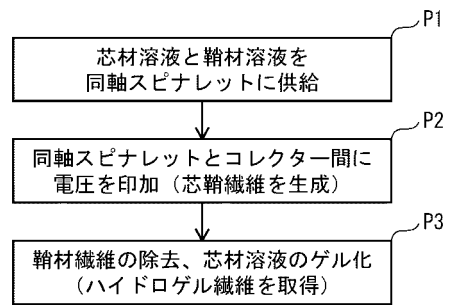 P1
芯材溶液と鞘材溶液を
同軸スピナレットに供給
P2
同軸スピナレットとコレクター間に
電圧を印加（芯鞘繊維を生成）
P3
鞘材繊維の除去、芯材溶液のゲル化
（ハイドロゲル繊維を取得）